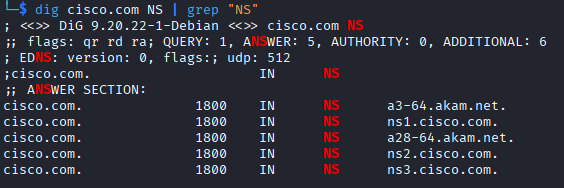 └─$ dig cisco.com NS | grep "NS"
; <<>> DiG 9.20.22-1-Debian <<>> cisco.com NS
;; flags: qr rd ra; QUERY: 1, ANSWER: 5, AUTHORITY: 0, ADDITIONAL: 6
; EDNS: version: 0, flags:; udp: 512
;cisco.com. IN NS
;; ANSWER SECTION:
cisco.com. 1800 IN NS a3-64.akam.net.
cisco.com. 1800 IN NS ns1.cisco.com.
cisco.com. 1800 IN NS a28-64.akam.net.
cisco.com. 1800 IN NS ns2.cisco.com.
cisco.com. 1800 IN NS ns3.cisco.com.